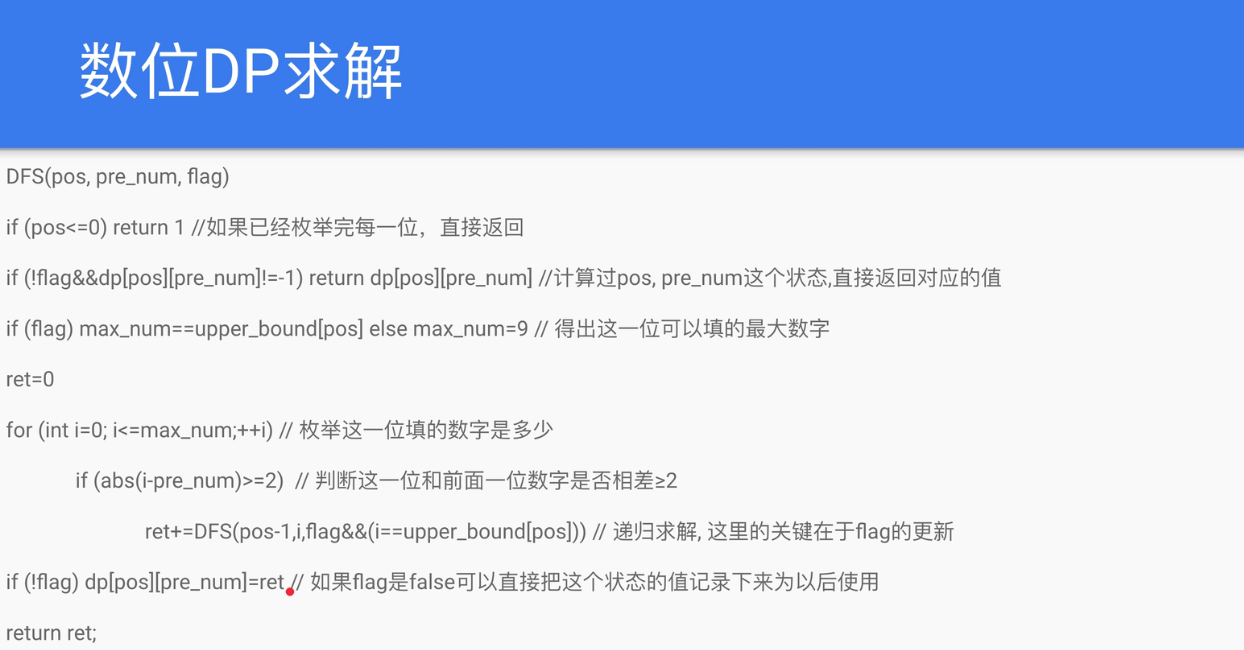 数位DP求解
DFS(pos, pre_num, flag)
if (pos<=0) return 1 //如果已经枚举完每一位，直接返回
if (!flag&&dp[pos][pre_num]!=-1) return dp[pos][pre_num] //计算过pos, pre_num这个状态,直接返回对应的值
if (flag) max_num==upper_bound[pos] else max_num=9 // 得出这一位可以填的最大数字
ret=0
for (int i=0; i<=max_num;++i) // 枚举这一位填的数字是多少
if (abs(i-pre_num)>=2) // 判断这一位和前面一位数字是否相差≥2
ret+=DFS(pos-1,i,flag&&(i==upper_bound[pos])) // 递归求解, 这里的关键在于flag的更新
if (!flag) dp[pos][pre_num]=ret // 如果flag是false可以直接把这个状态的值记录下来为以后使用
return ret;